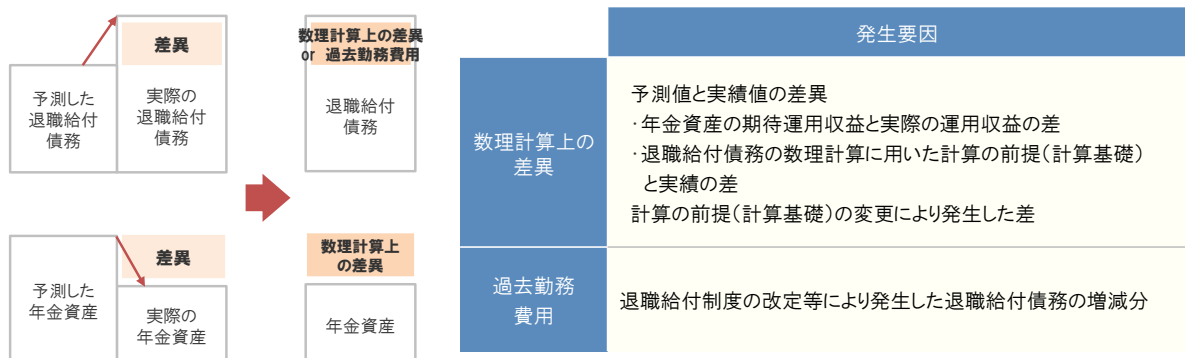 差異
予測した
退職給付
債務
実際の
退職給付
債務
数理計算上の差異
or 過去勤務費用
退職給付
債務
差異
予測した
年金資産
実際の
年金資産
数理計算上
の差異
年金資産
発生要因
数理計算上の
差異
予測値と実績値の差異
・年金資産の期待運用収益と実際の運用収益の差
・退職給付債務の数理計算に用いた計算の前提(計算基礎)
と実績の差
計算の前提(計算基礎)の変更により発生した差
過去勤務
費用
退職給付制度の改定等により発生した退職給付債務の増減分